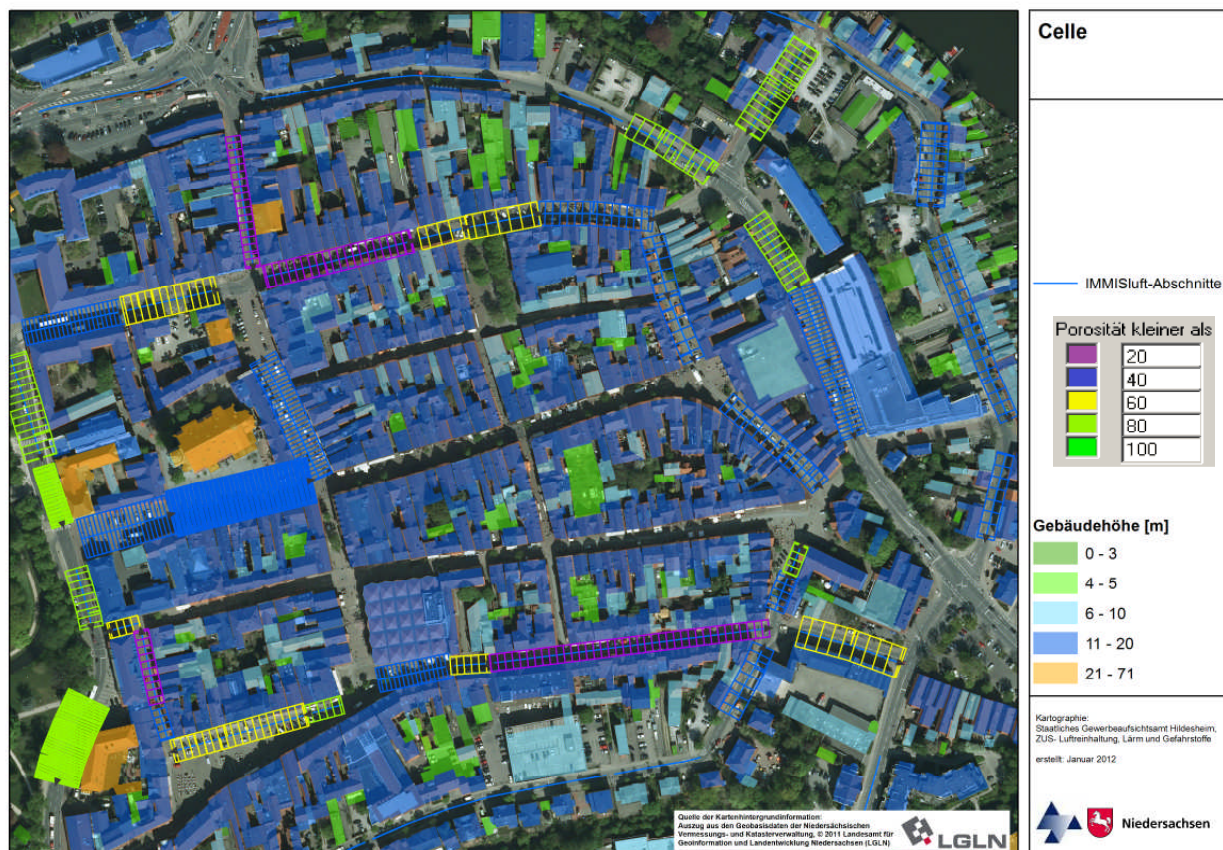 Celle
IMMISluft-Abschnitte
Porosität kleiner als
20
40
60
80
100
Gebäudehöhe [m]
0 - 3
4 - 5
6 - 10
11 - 20
21 - 71
Kartographie:
Staatliches Gewerbeaufsichtsamt Hildesheim,
ZUS- Luftreinhaltung, Lärm und Gefahrstoffe
erstellt: Januar 2012
Niedersachsen
Quelle der Kartenhintergrundinformation:
Auszug aus den Geobasisdaten der Niedersächsischen
Vermessungs- und Katasterverwaltung, © 2011 Landesamt für
Geoinformation und Landentwicklung Niedersachsen (LGLN)
LGLN